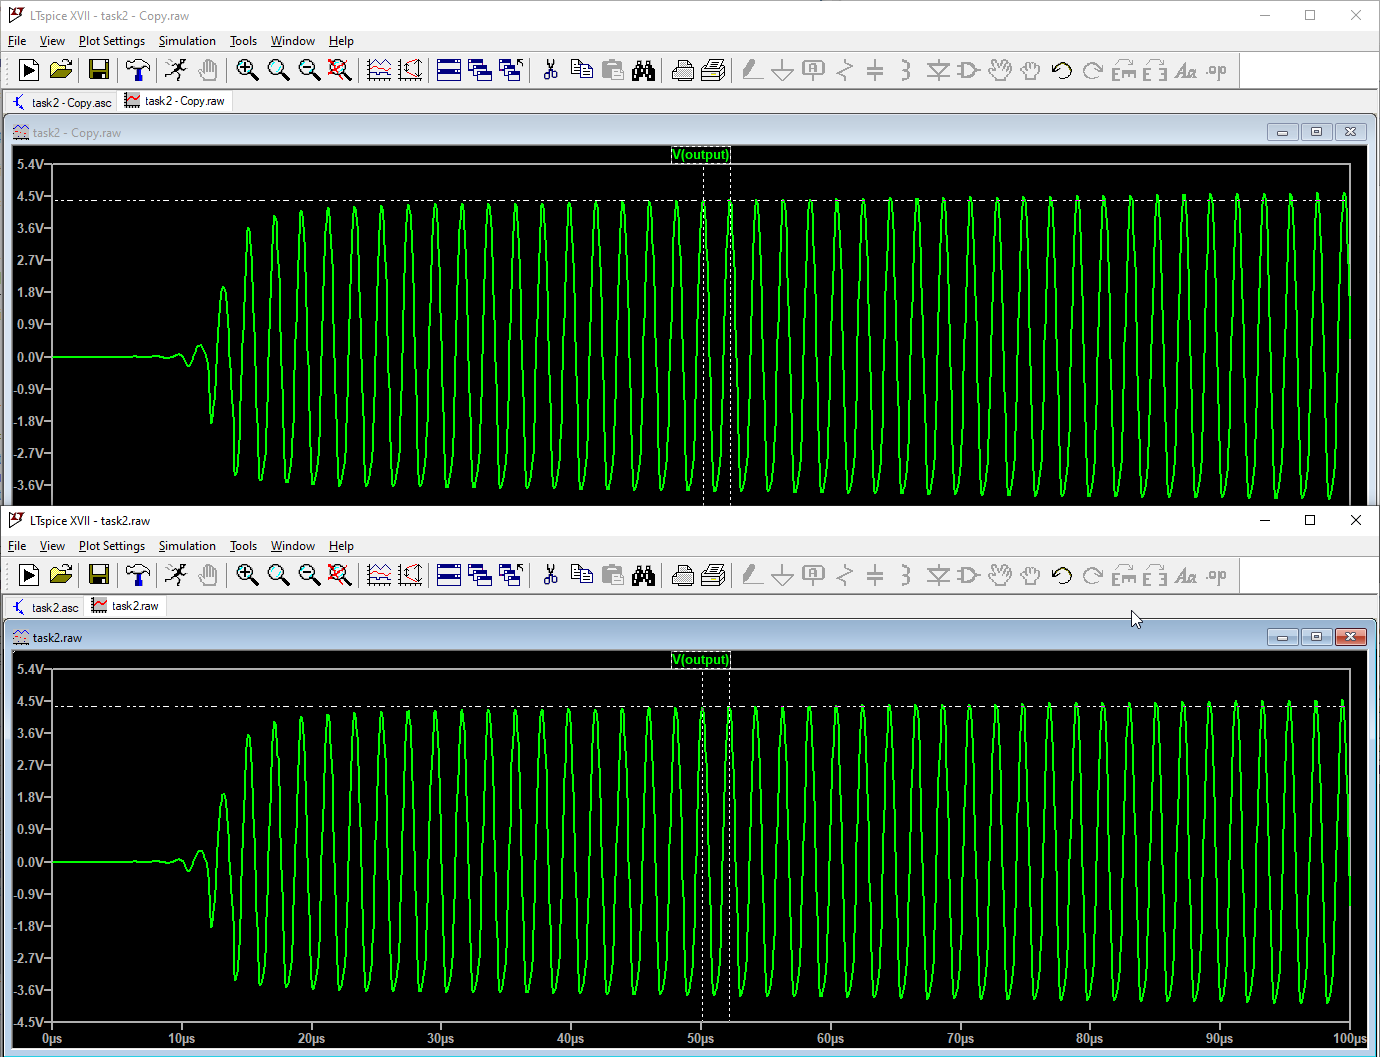 LTspice XVII - task2 - Copy.raw
File View Plot Settings Simulation Tools Window Help
task2 - Copy.asc task2 - Copy.raw
task2 - Copy.raw
V(output)
5.4V
4.5V
3.6V
2.7V
1.8V
0.9V
0.0V
-0.9V
-1.8V
-2.7V
-3.6V
LTspice XVII - task2.raw
File View Plot Settings Simulation Tools Window Help
task2.asc task2.raw
task2.raw
V(output)
5.4V
4.5V
3.6V
2.7V
1.8V
0.9V
0.0V
-0.9V
-1.8V
-2.7V
-3.6V
-4.5V
0µs 10µs 20µs 30µs 40µs 50µs 60µs 70µs 80µs 90µs 100µs